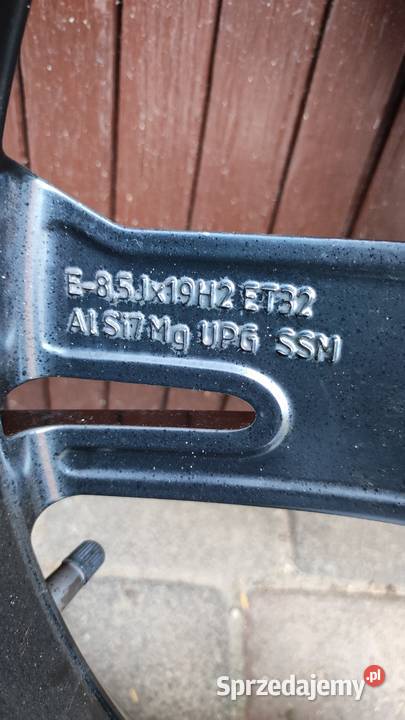 E-8,5Jx19H2 ET32
AlSi7Mg UPG SSM
Sprzedajemy.pl